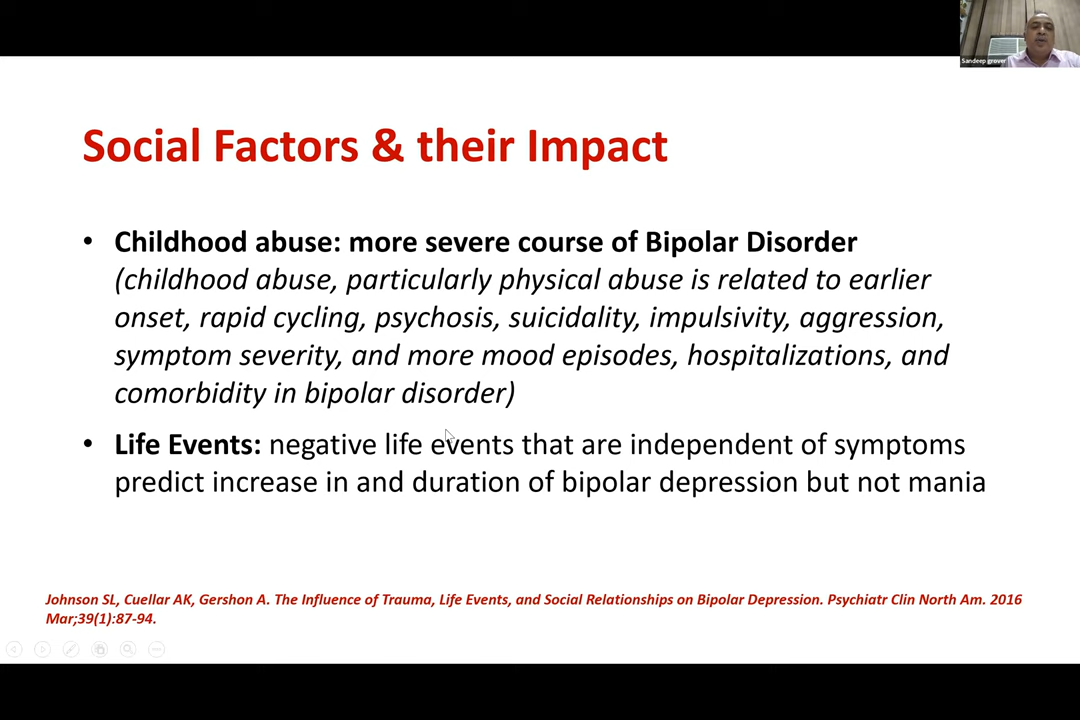 Sandeep grover
Social Factors & their Impact
• Childhood abuse: more severe course of Bipolar Disorder
(childhood abuse, particularly physical abuse is related to earlier
onset, rapid cycling, psychosis, suicidality, impulsivity, aggression,
symptom severity, and more mood episodes, hospitalizations, and
comorbidity in bipolar disorder)
• Life Events: negative life events that are independent of symptoms
predict increase in and duration of bipolar depression but not mania
Johnson SL, Cuellar AK, Gershon A. The Influence of Trauma, Life Events, and Social Relationships on Bipolar Depression. Psychiatr Clin North Am. 2016
Mar;39(1):87-94.